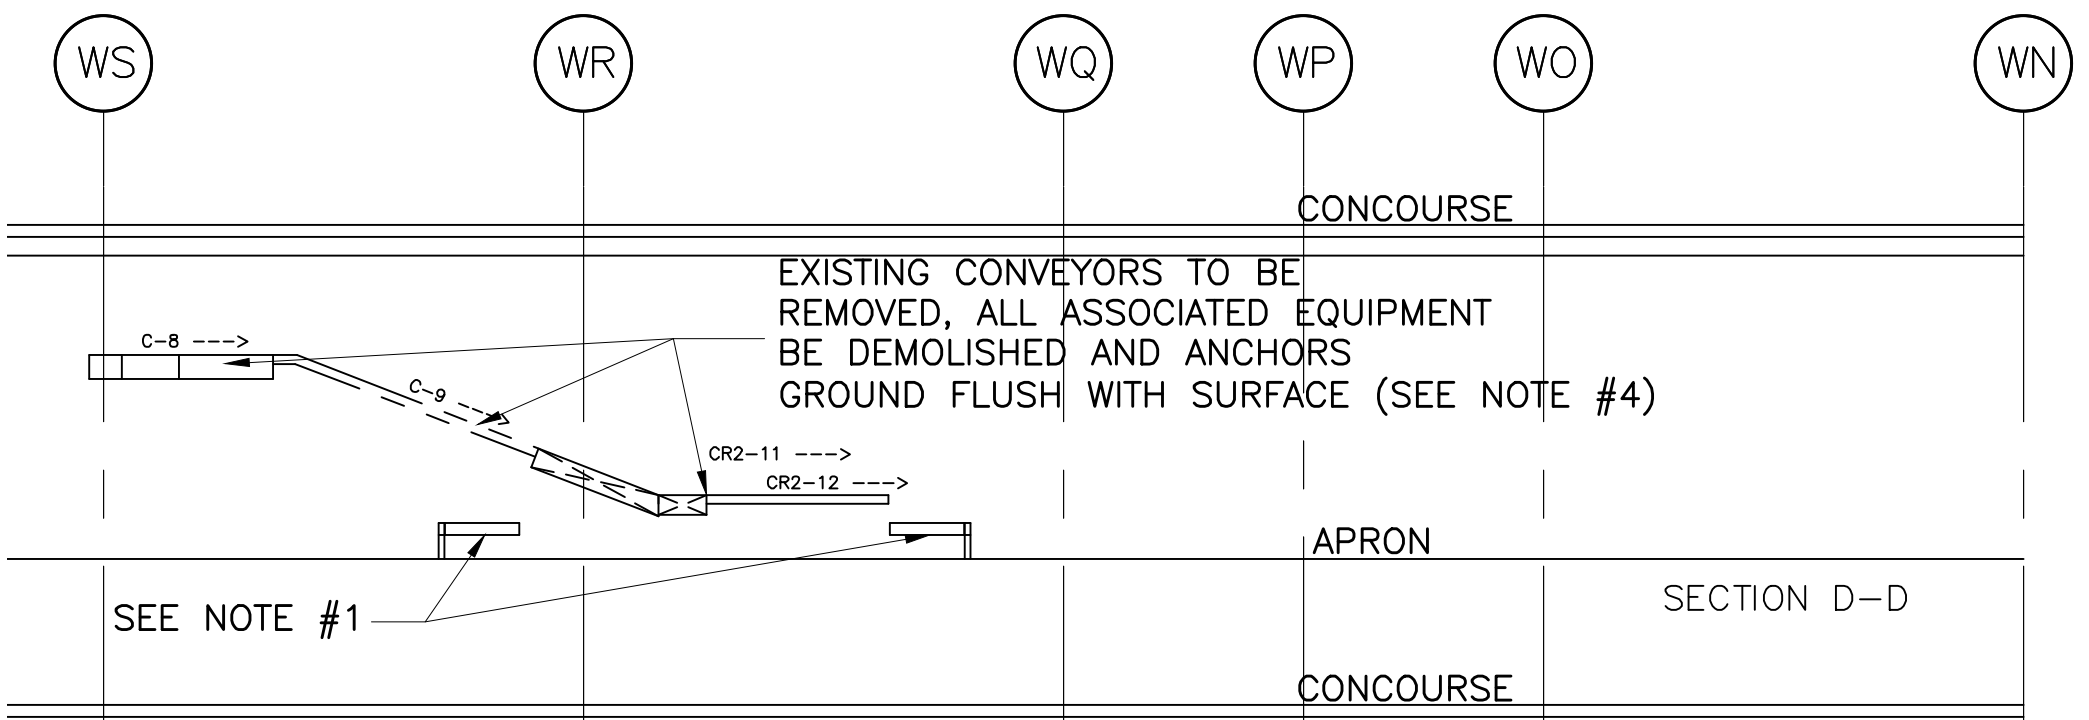 WS WR WQ WP WO WN
CONCOURSE
EXISTING CONVEYORS TO BE
REMOVED, ALL ASSOCIATED EQUIPMENT
BE DEMOLISHED AND ANCHORS
GROUND FLUSH WITH SURFACE (SEE NOTE #4)
C-8 --->
C-9 --->
CR2-11 --->
CR2-12 --->
APRON
SEE NOTE #1
SECTION D-D
CONCOURSE